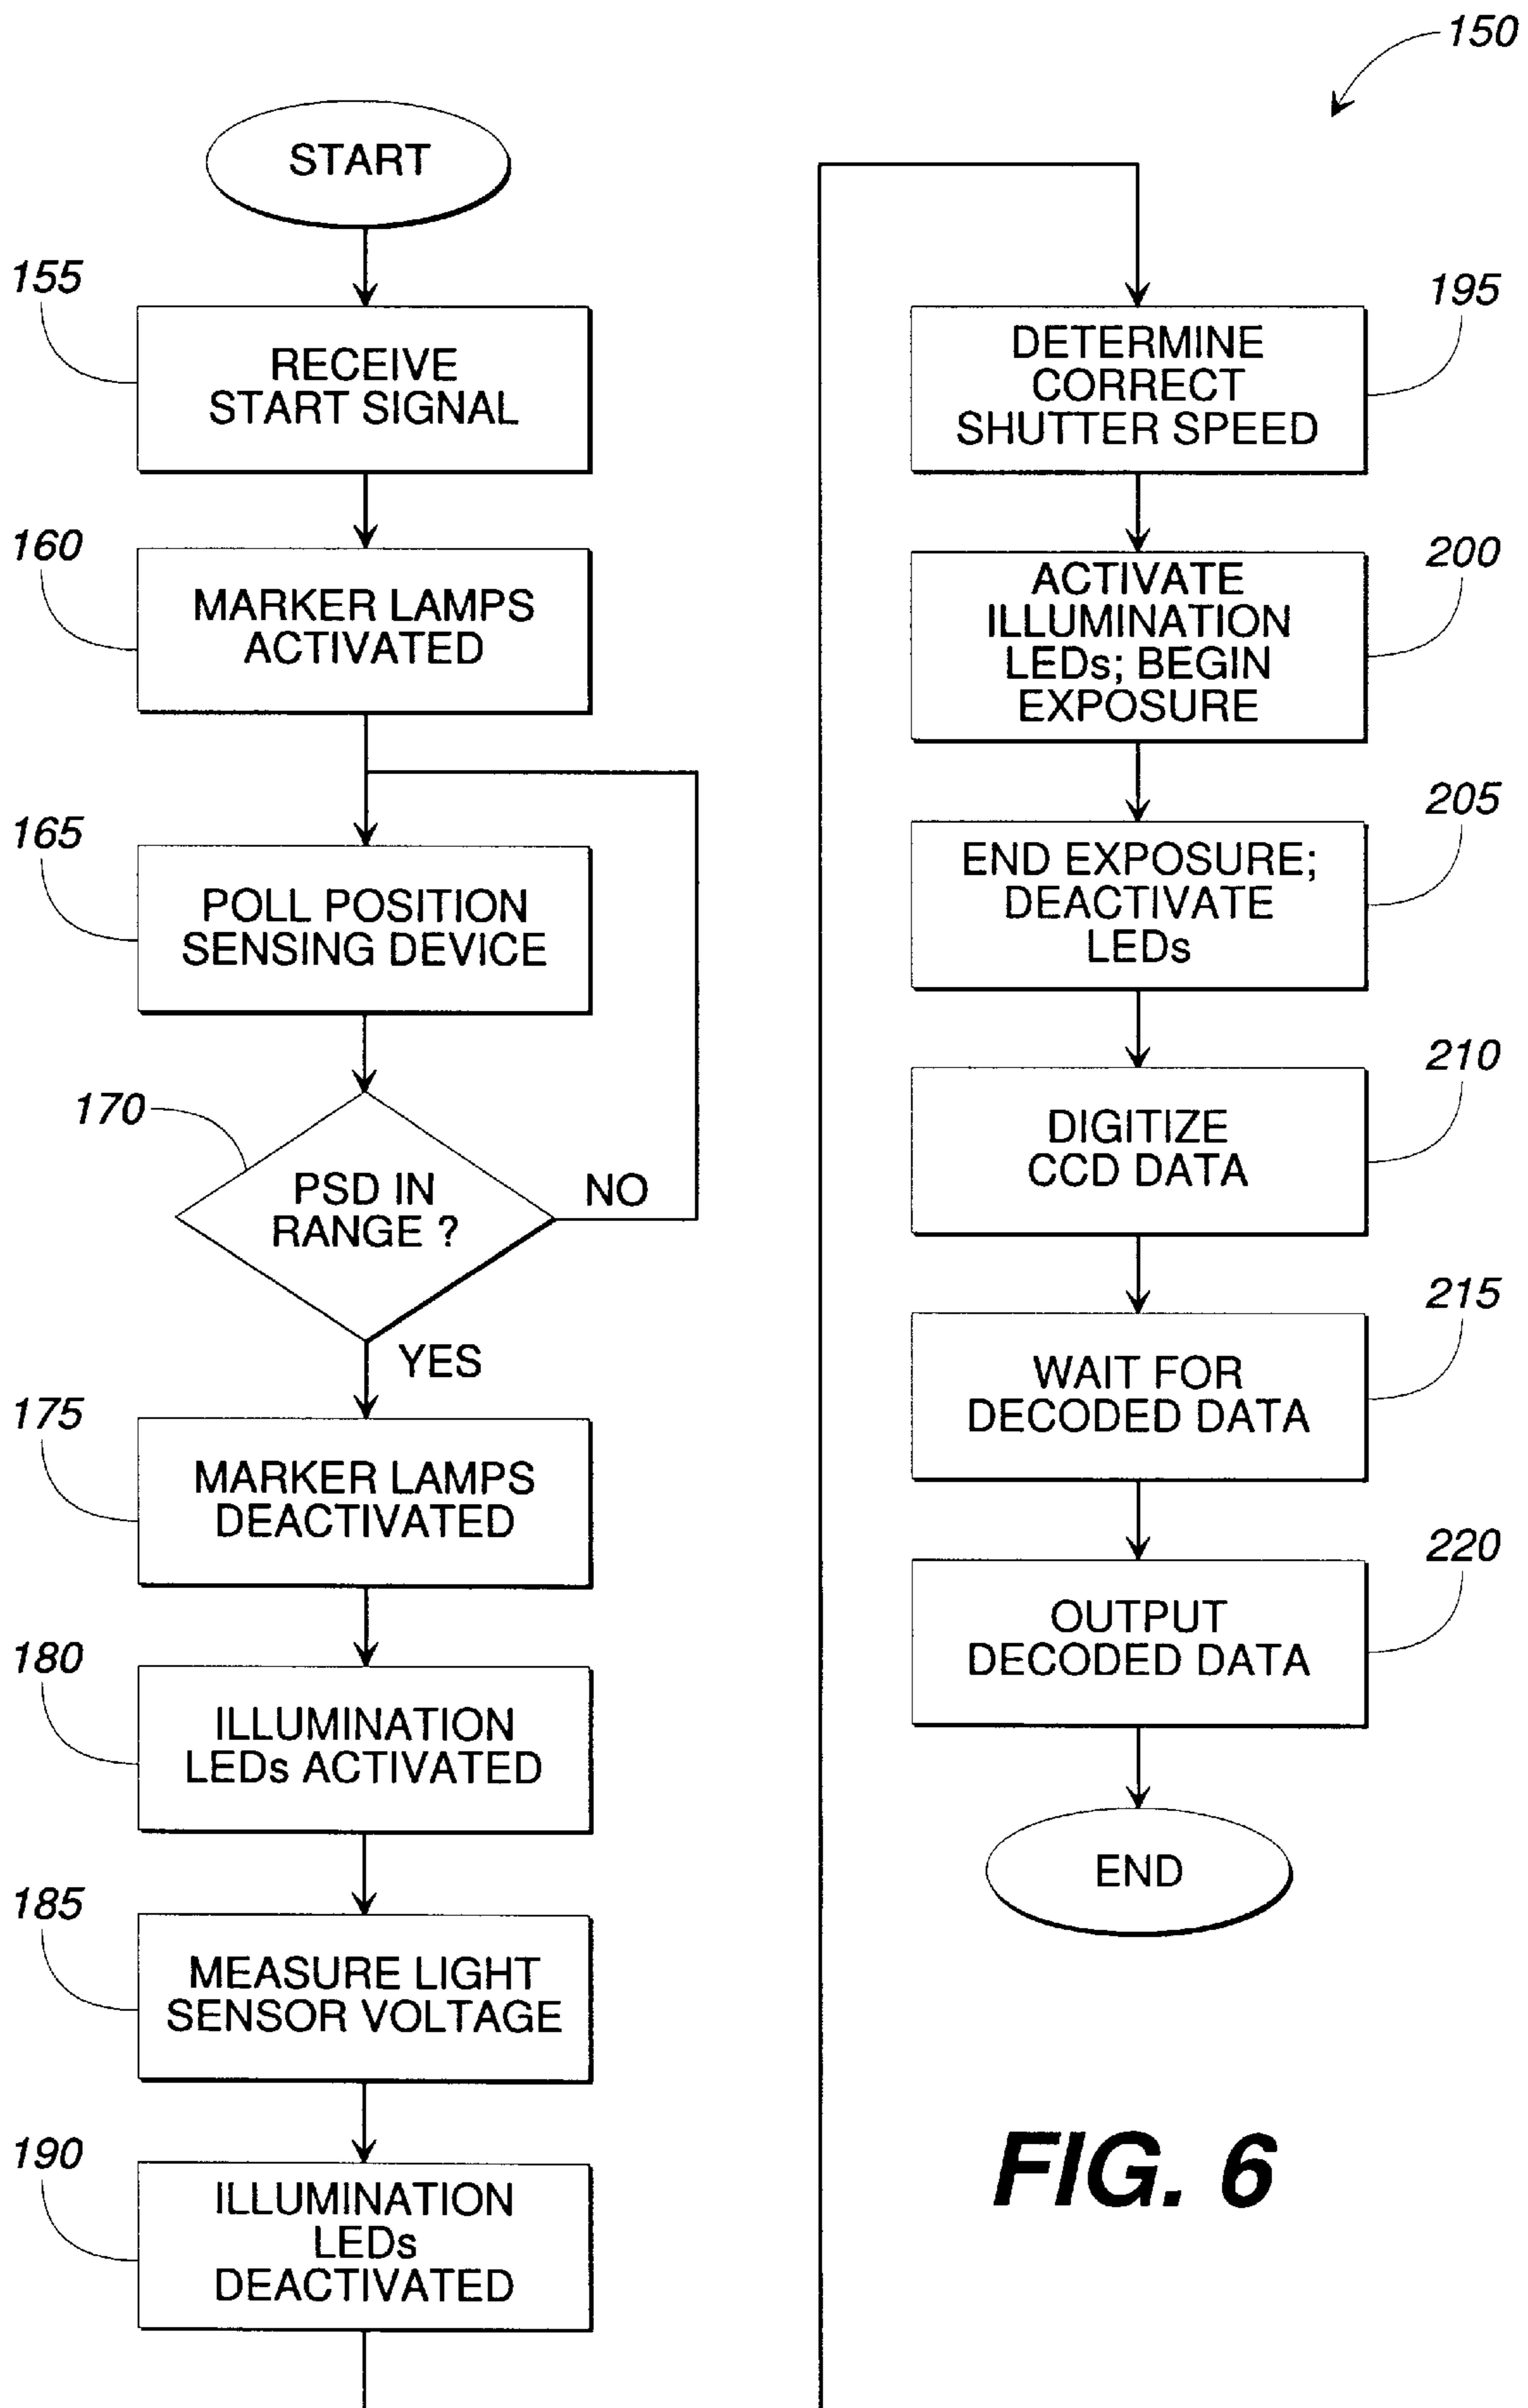 150
START
155
RECEIVE
START SIGNAL
160
MARKER LAMPS
ACTIVATED
165
POLL POSITION
SENSING DEVICE
170
PSD IN
RANGE ?
NO
YES
175
MARKER LAMPS
DEACTIVATED
180
ILLUMINATION
LEDs ACTIVATED
185
MEASURE LIGHT
SENSOR VOLTAGE
190
ILLUMINATION
LEDs
DEACTIVATED
195
DETERMINE
CORRECT
SHUTTER SPEED
200
ACTIVATE
ILLUMINATION
LEDs; BEGIN
EXPOSURE
205
END EXPOSURE;
DEACTIVATE
LEDs
210
DIGITIZE
CCD DATA
215
WAIT FOR
DECODED DATA
220
OUTPUT
DECODED DATA
END
FIG. 6